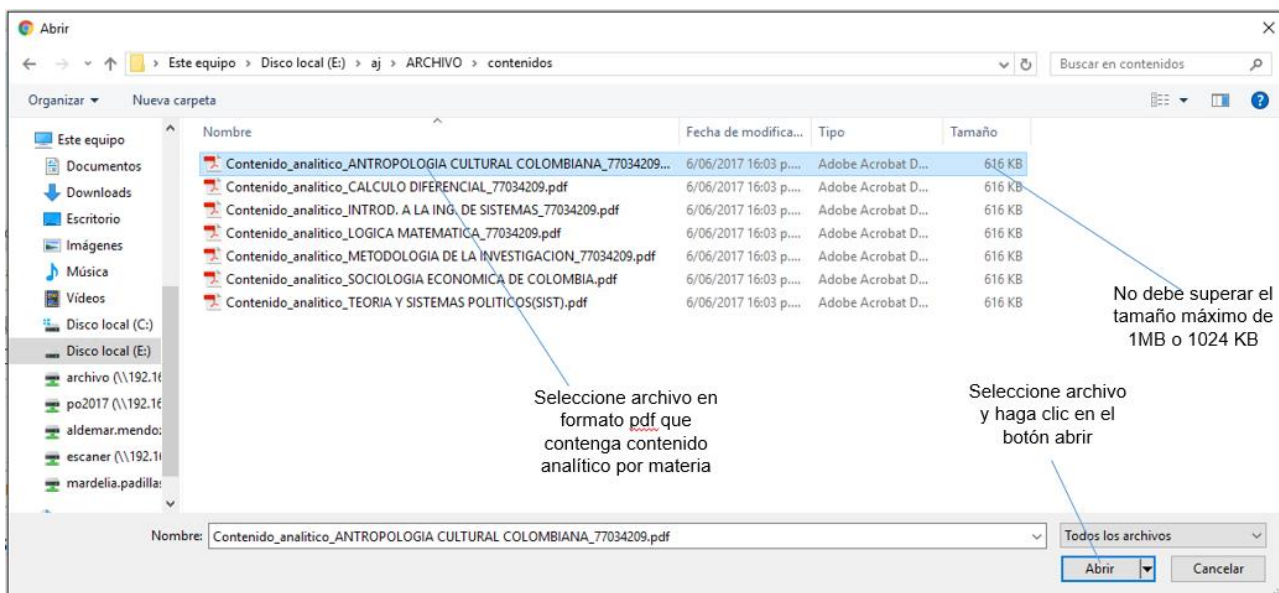 Abrir
Este equipo > Disco local (E:) > aj > ARCHIVO > contenidos
Buscar en contenidos
Organizar
Nueva carpeta
Nombre
Fecha de modifica...
Tipo
Tamaño
Este equipo
Documentos
Downloads
Escritorio
Imágenes
Música
Vídeos
Disco local (C:)
Disco local (E:)
archivo (\\192.16
po2017 (\\192.16
aldemar.mendo:
escaner (\\192.1
mardelia.padilla
Contenido_analitico_ANTROPOLOGIA CULTURAL COLOMBIANA_77034209... 6/06/2017 16:03 p.... Adobe Acrobat D... 616 KB
Contenido_analitico_CALCULO DIFERENCIAL_77034209.pdf 6/06/2017 16:03 p.... Adobe Acrobat D... 616 KB
Contenido_analitico_INTROD. A LA ING. DE SISTEMAS_77034209.pdf 6/06/2017 16:03 p.... Adobe Acrobat D... 616 KB
Contenido_analitico_LOGICA MATEMATICA_77034209.pdf 6/06/2017 16:03 p.... Adobe Acrobat D... 616 KB
Contenido_analitico_METODOLOGIA DE LA INVESTIGACION_77034209.pdf 6/06/2017 16:03 p.... Adobe Acrobat D... 616 KB
Contenido_analitico_SOCIOLOGIA ECONOMICA DE COLOMBIA.pdf 6/06/2017 16:03 p.... Adobe Acrobat D... 616 KB
Contenido_analitico_TEORIA Y SISTEMAS POLITICOS(SIST).pdf 6/06/2017 16:03 p.... Adobe Acrobat D... 616 KB
No debe superar el
tamaño máximo de
1MB o 1024 KB
Seleccione archivo en
formato pdf que
contenga contenido
analítico por materia
Seleccione archivo
y haga clic en el
botón abrir
Nombre: Contenido_analitico_ANTROPOLOGIA CULTURAL COLOMBIANA_77034209.pdf
Todos los archivos
Abrir
Cancelar